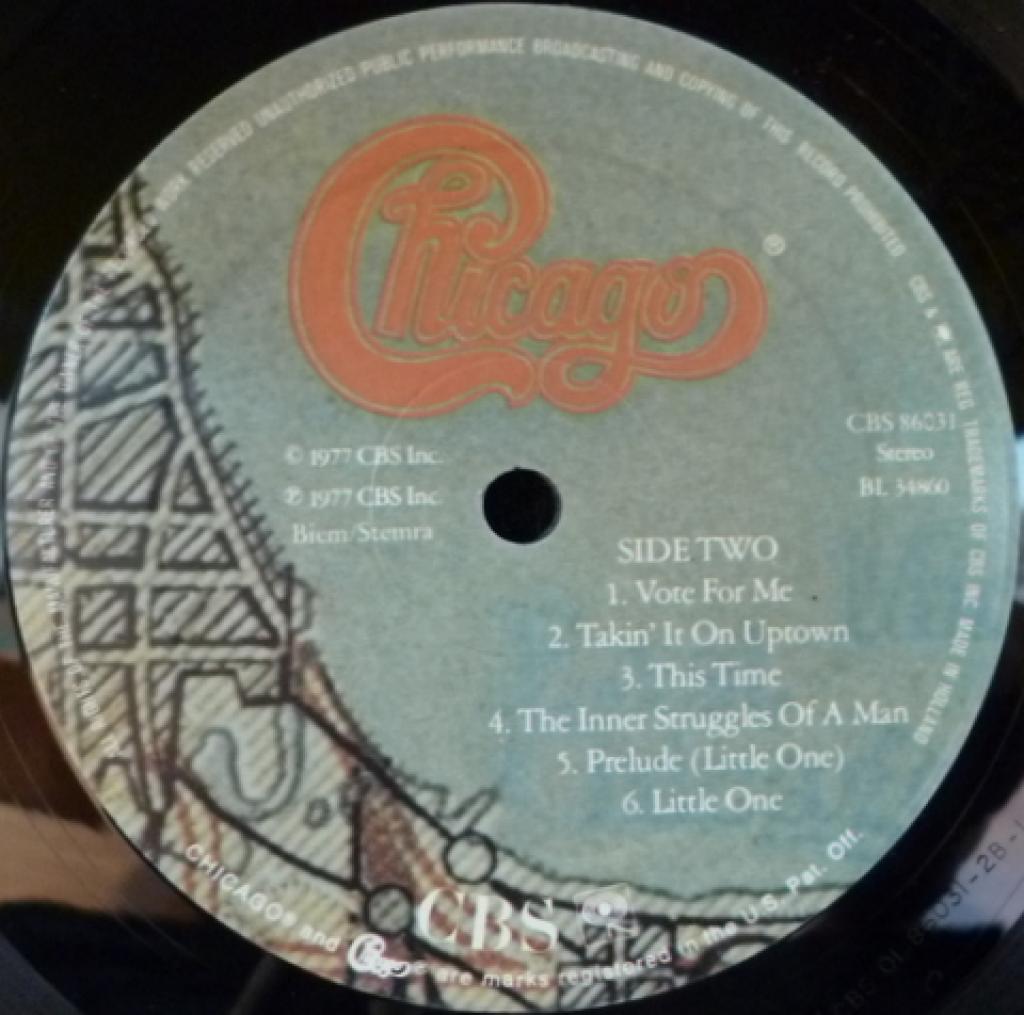 WORK RESERVED UNAUTHORIZED PUBLIC PERFORMANCE BROADCASTING AND COPYING OF THIS RECORD PROHIBITED
CBS & ARE REG TRADEMARKS OF CBS INC MADE IN HOLLAND
Chicago
®
© 1977 CBS Inc.
℗ 1977 CBS Inc.
Biem/Stemra
CBS 86031
Stereo
BL 34860
SIDE TWO
1. Vote For Me
2. Takin' It On Uptown
3. This Time
4. The Inner Struggles Of A Man
5. Prelude (Little One)
6. Little One
CBS
CHICAGO® and Chicago® are marks registered in the U.S. Pat. Off.